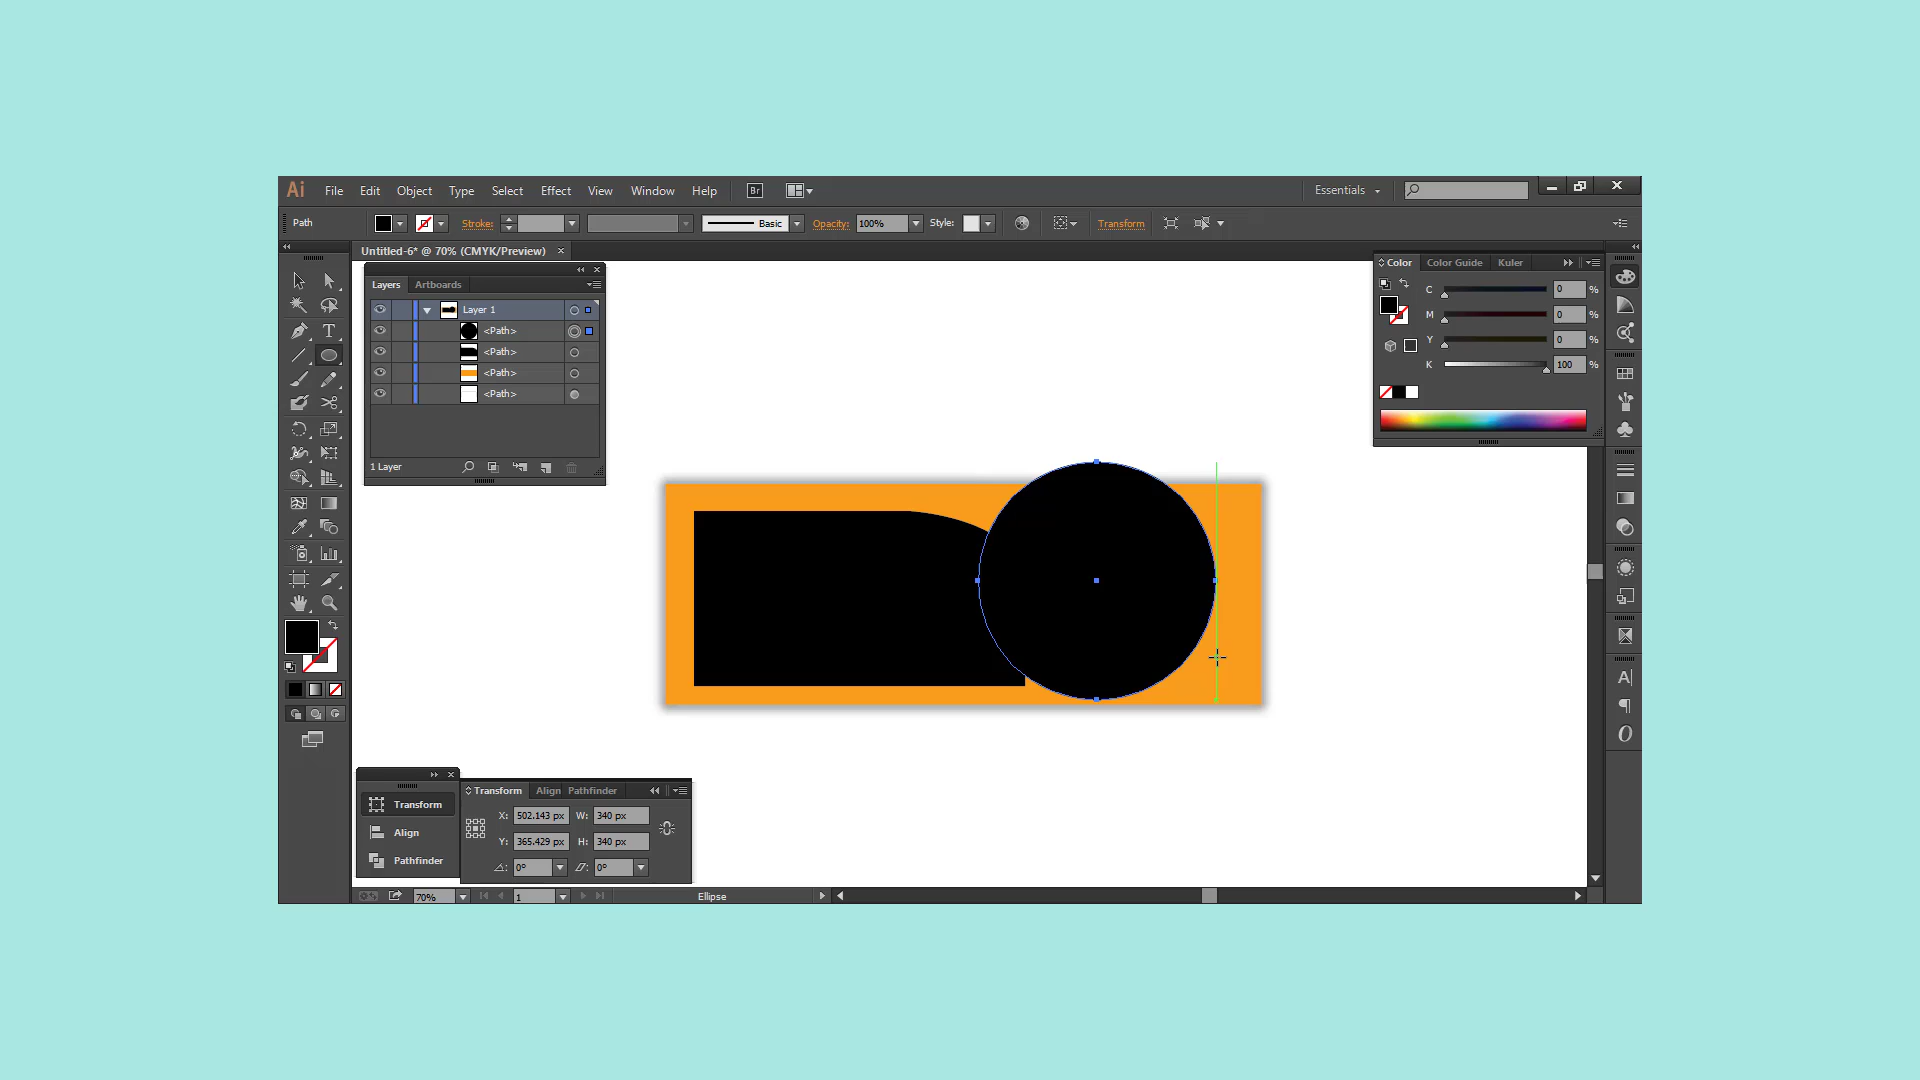 Ai File Edit Object Type Select Effect View Window Help Br Essentials
Path Stroke: Basic Opacity: 100% Style: Transform
Untitled-6* @ 70% (CMYK/Preview)
Layers Artboards
Layer 1
<Path>
<Path>
<Path>
<Path>
1 Layer
Color Color Guide Kuler
C 0 %
M 0 %
Y 0 %
K 100 %
Transform
Align
Pathfinder
Transform Align Pathfinder
X: 502.143 px W: 340 px
Y: 365.429 px H: 340 px
0° 0°
70% 1 Ellipse